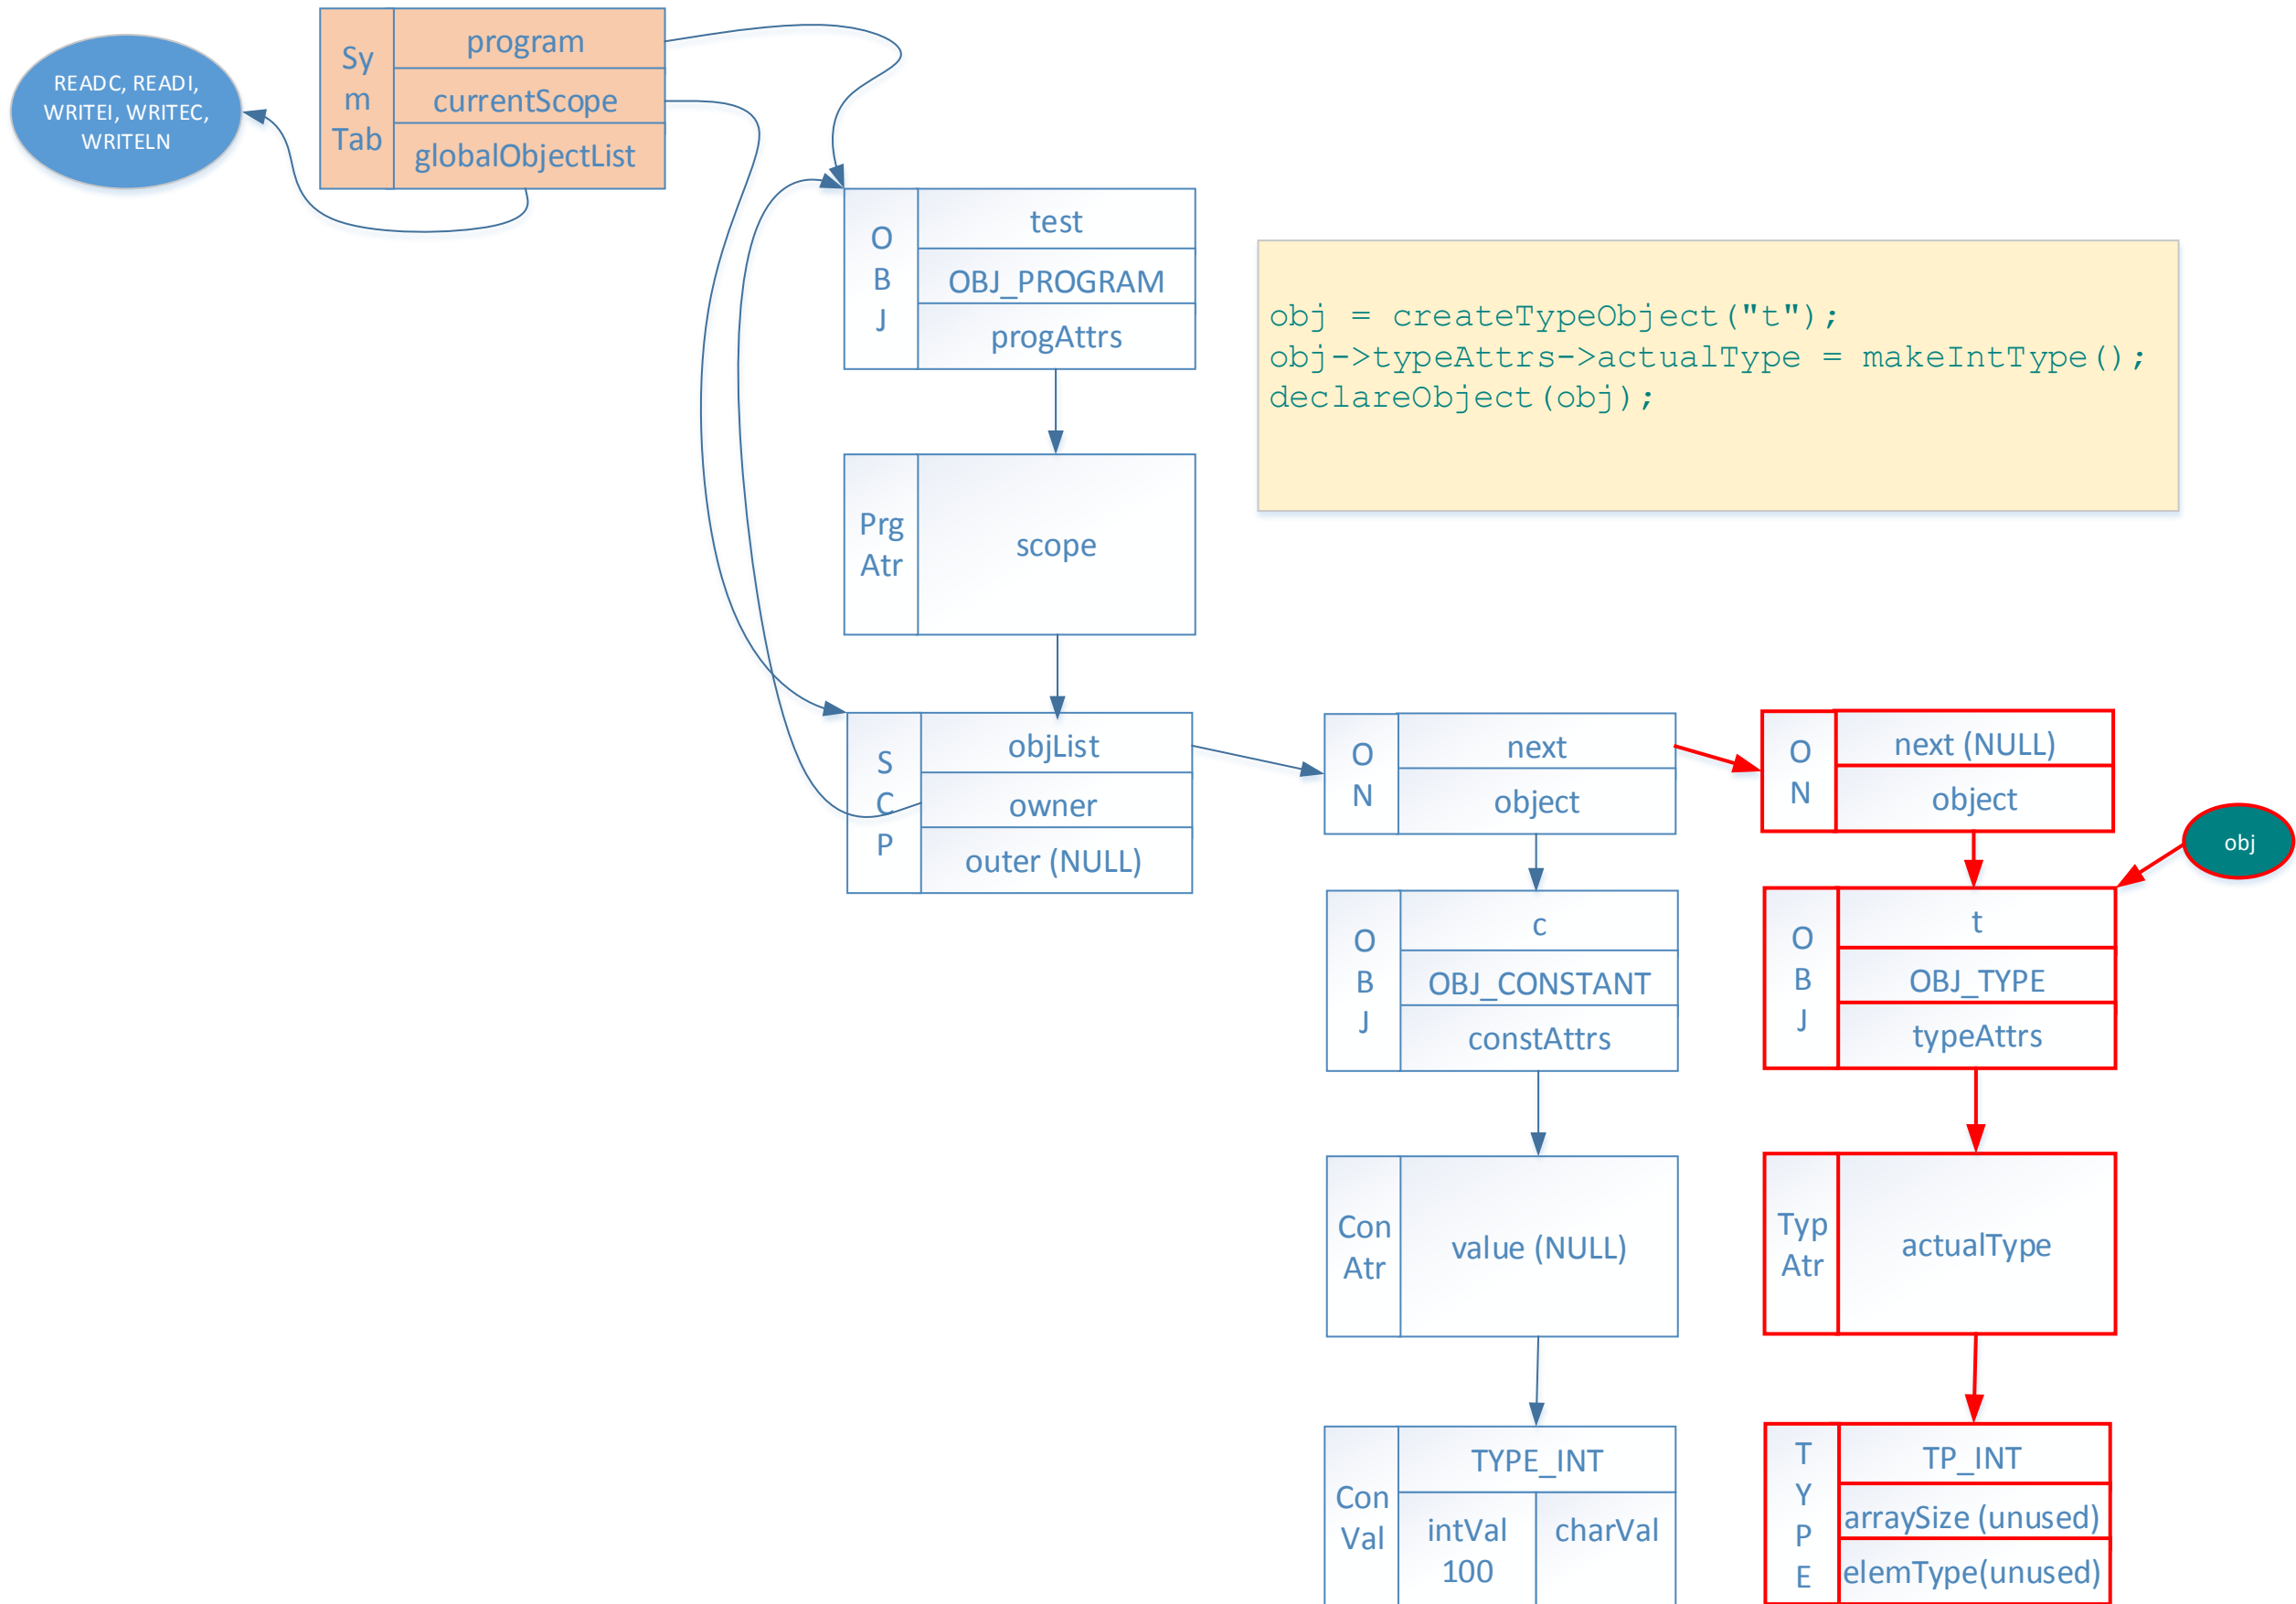 READC, READI,
WRITEI, WRITEC,
WRITELN
Sy
m
Tab
program
currentScope
globalObjectList
O
B
J
test
OBJ_PROGRAM
progAttrs
obj = createTypeObject("t");
obj->typeAttrs->actualType = makeIntType();
declareObject(obj);
Prg
Atr
scope
S
C
P
objList
owner
outer (NULL)
O
N
next
object
O
N
next (NULL)
object
obj
O
B
J
c
OBJ_CONSTANT
constAttrs
O
B
J
t
OBJ_TYPE
typeAttrs
Con
Atr
value (NULL)
Typ
Atr
actualType
Con
Val
TYPE_INT
intVal
100
charVal
T
Y
P
E
TP_INT
arraySize (unused)
elemType(unused)